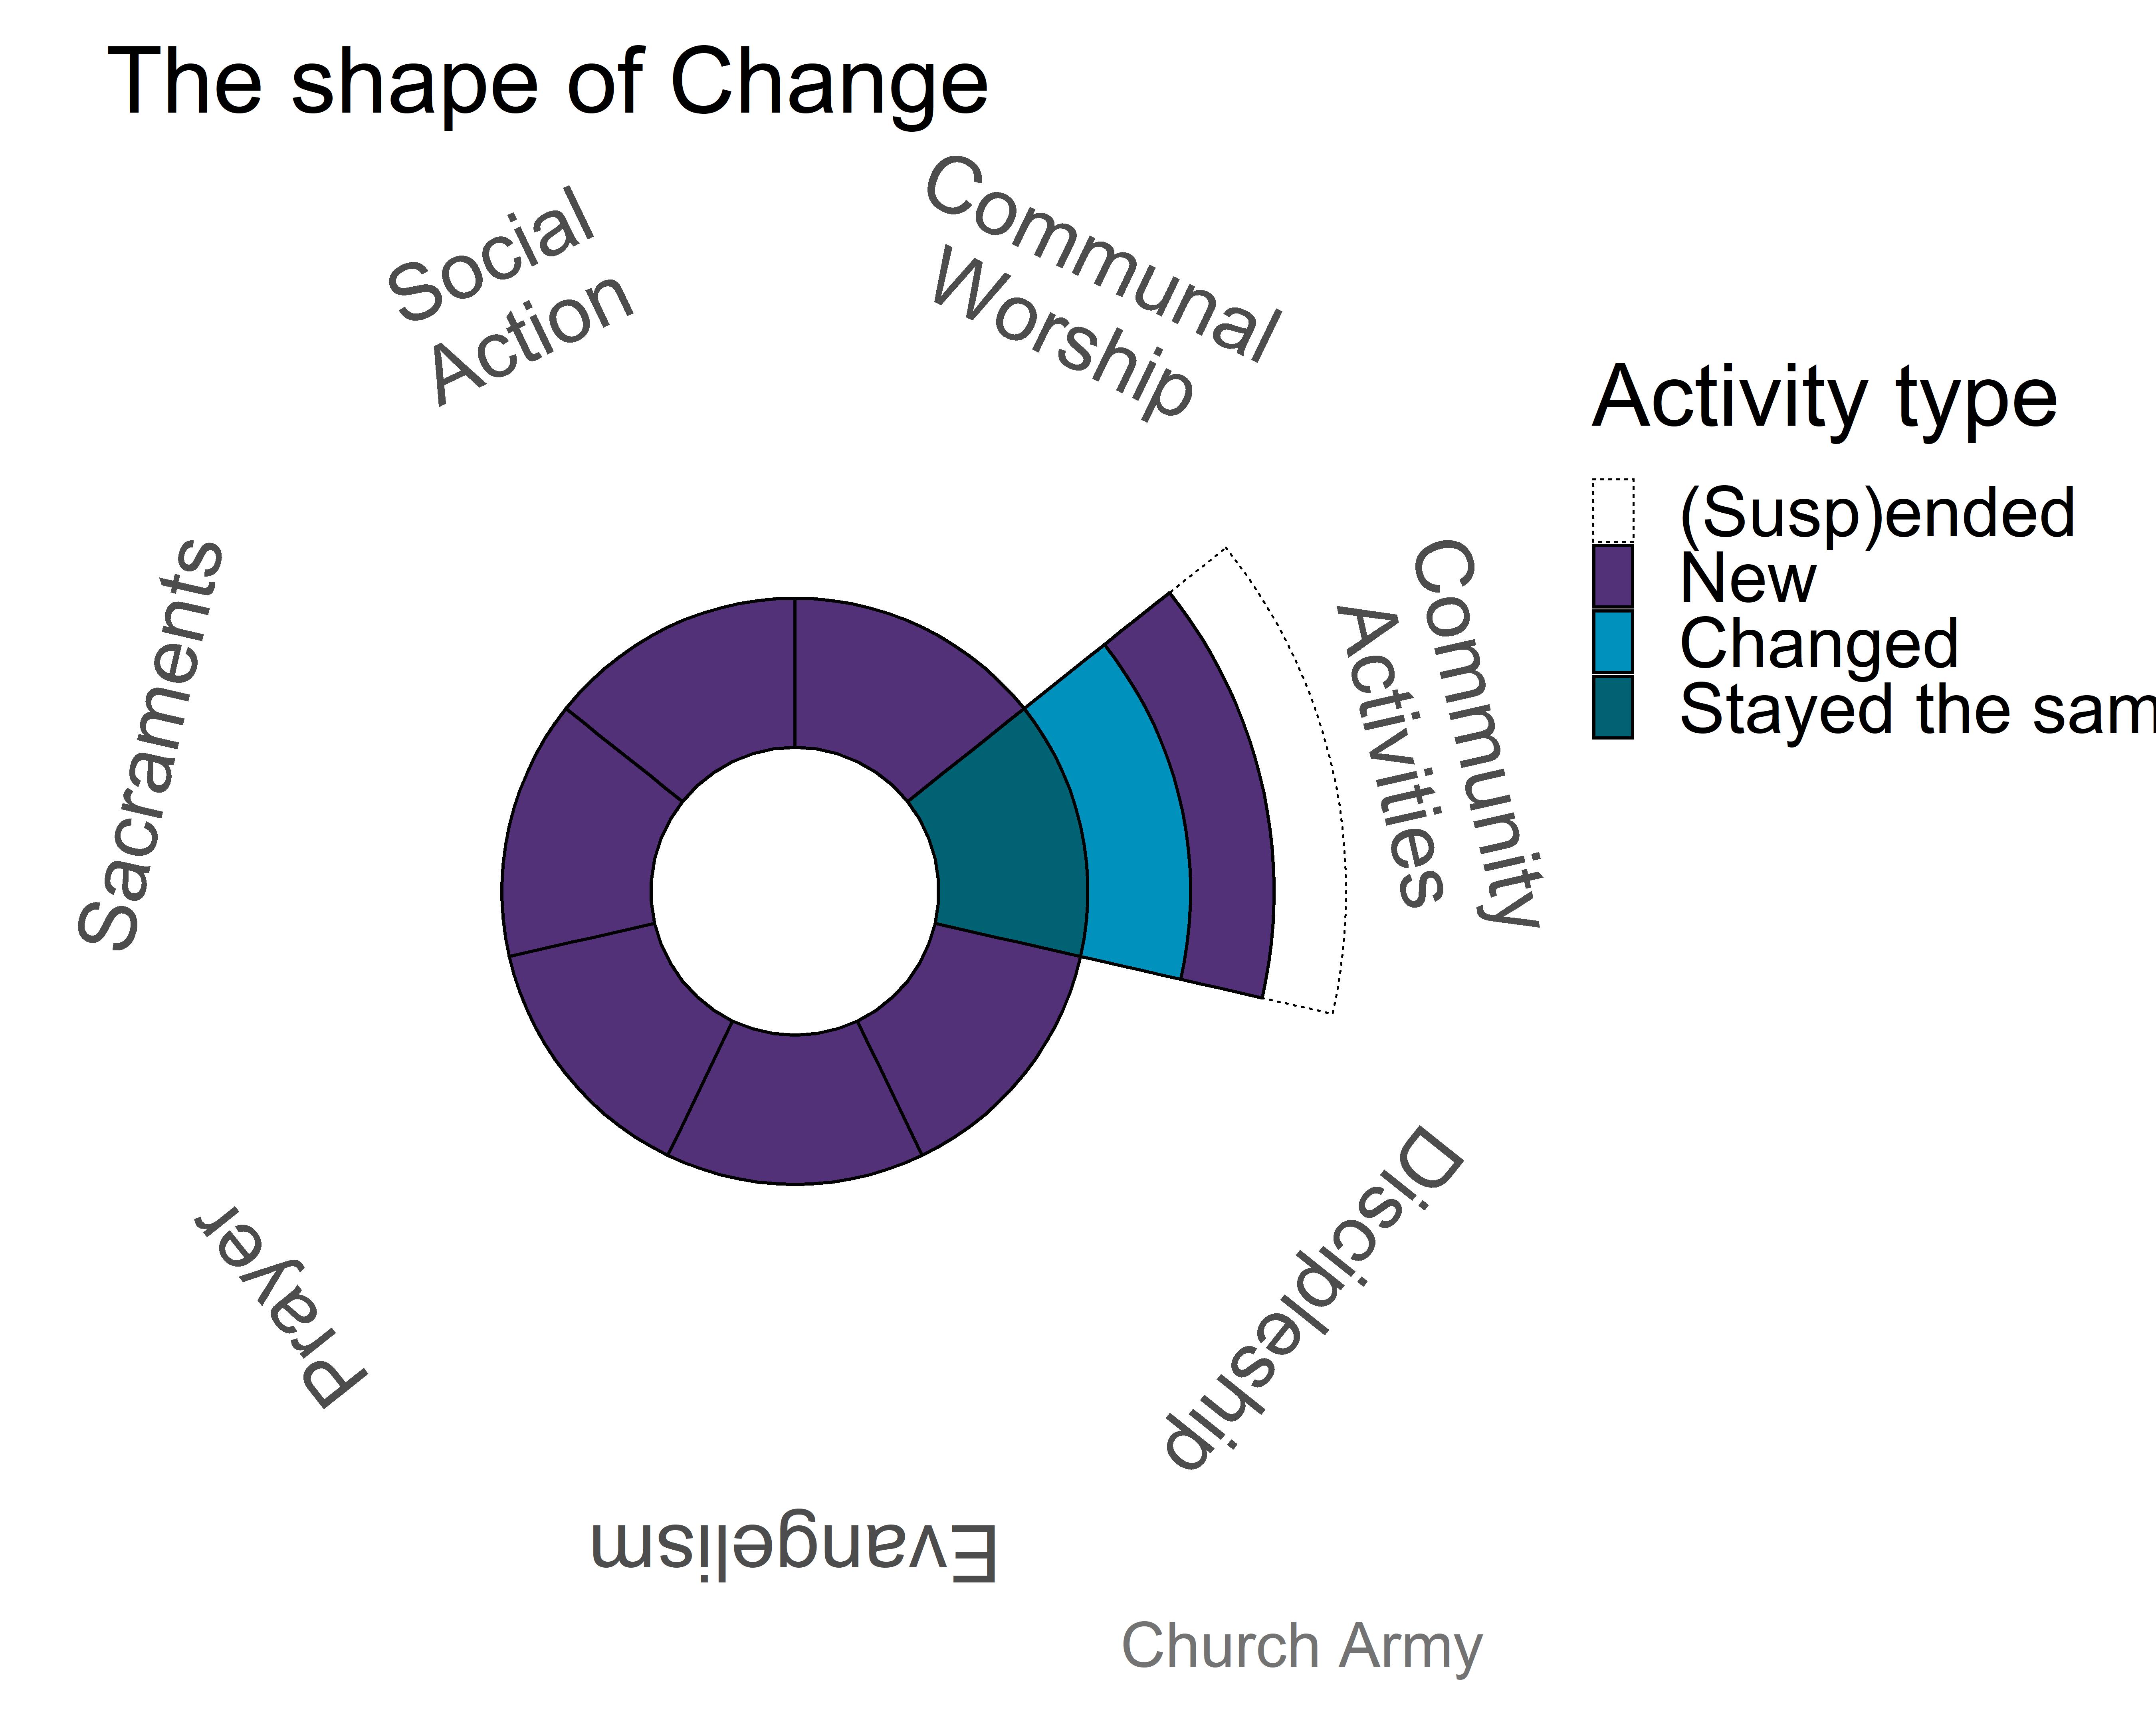 The shape of Change
Social
Action
Communal
Worship
Community
Activities
Discipleship
Evangelism
Prayer
Sacraments
Activity type
(Susp)ended
New
Changed
Stayed the sam
Church Army